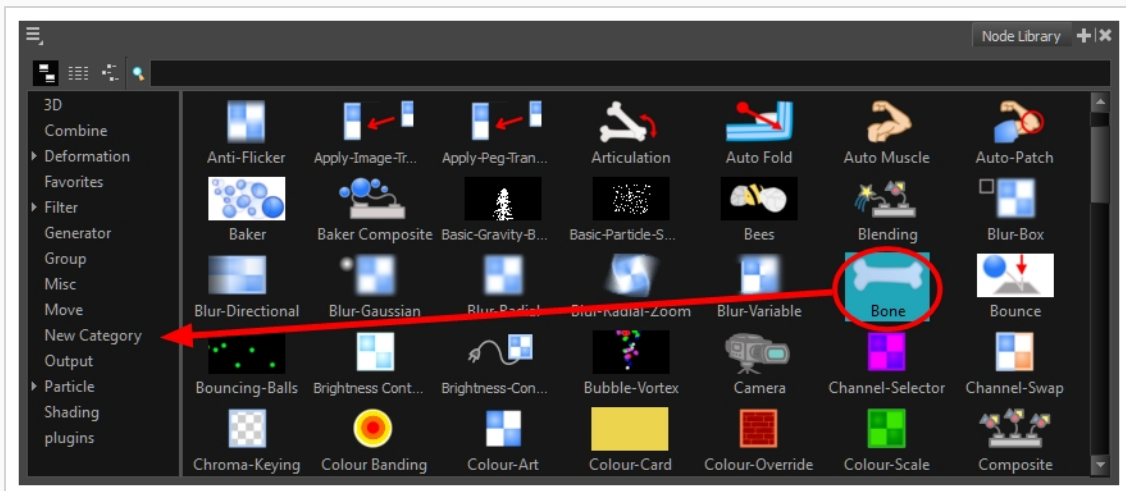 Node Library
3D
Combine
Deformation
Favorites
Filter
Generator
Group
Misc
Move
New Category
Output
Particle
Shading
plugins
Anti-Flicker Apply-Image-Tr... Apply-Peg-Tran... Articulation Auto Fold Auto Muscle Auto-Patch
Baker Baker Composite Basic-Gravity-B... Basic-Particle-S... Bees Blending Blur-Box
Blur-Directional Blur-Gaussian Blur-Radial Blur-Radial-Zoom Blur-Variable Bone Bounce
Bouncing-Balls Brightness Cont... Brightness-Con... Bubble-Vortex Camera Channel-Selector Channel-Swap
Chroma-Keying Colour Banding Colour-Art Colour-Card Colour-Override Colour-Scale Composite